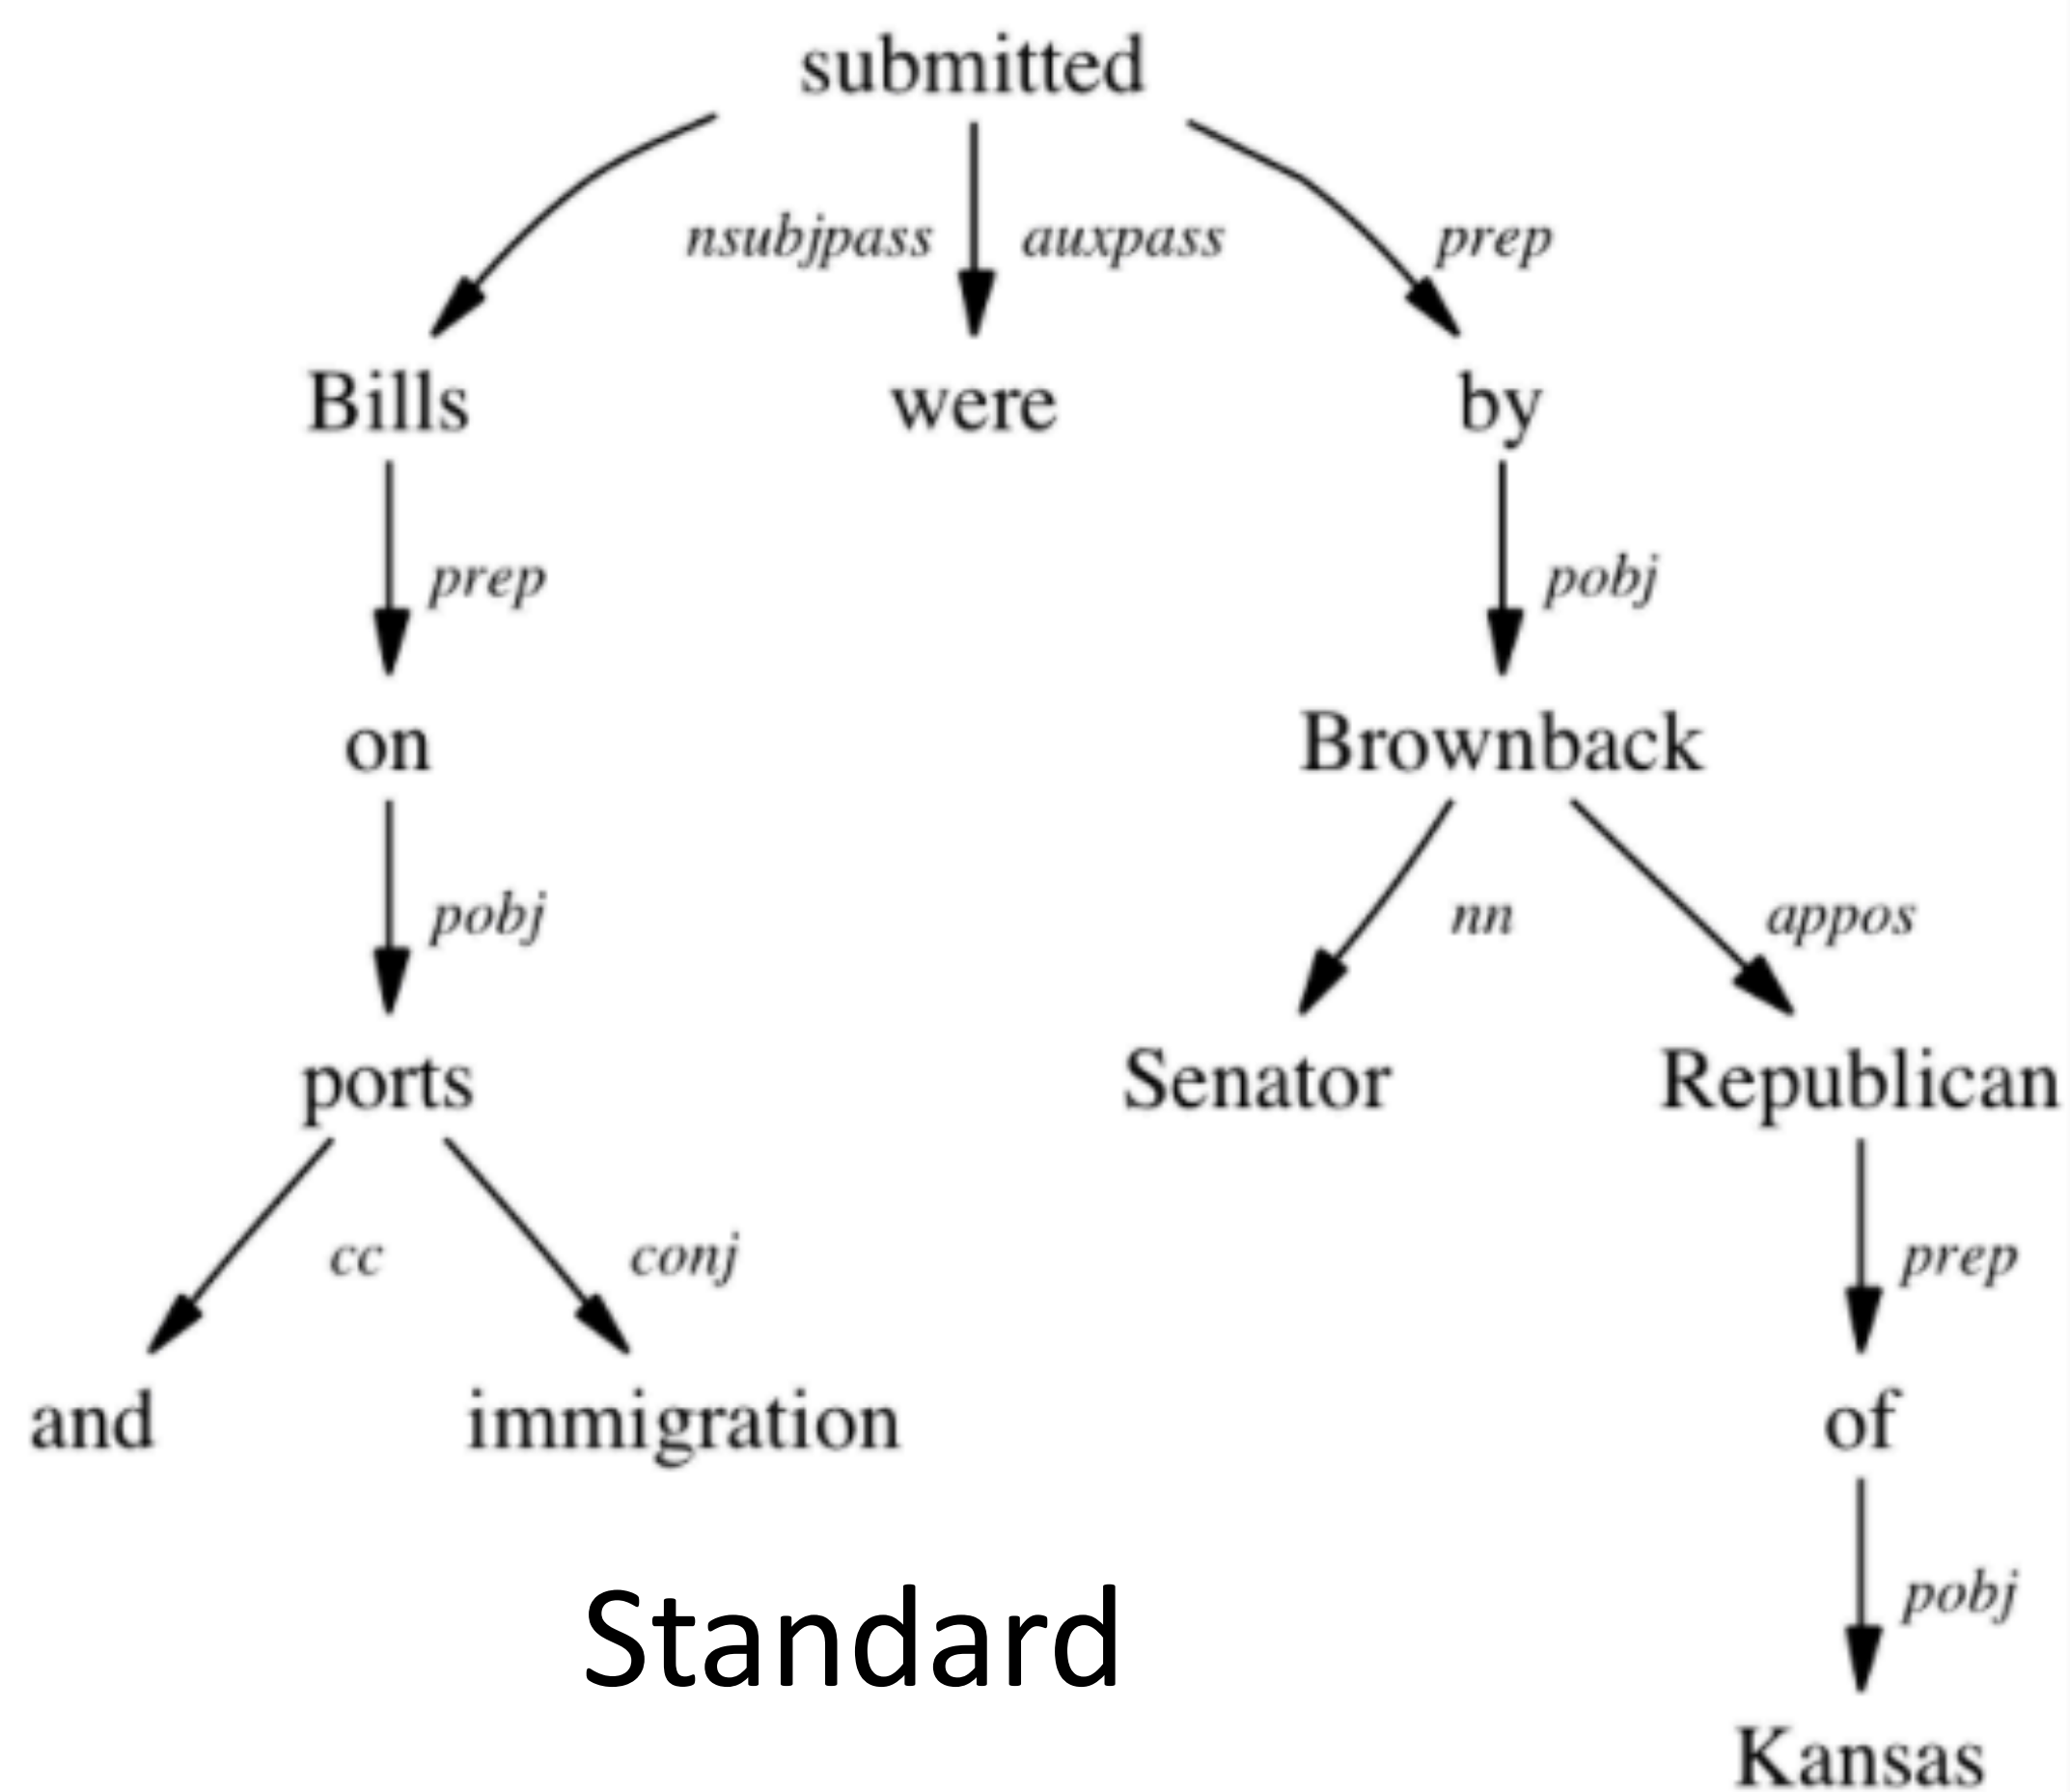 submitted
nsubjpass auxpass prep
Bills were by
prep pobj
on Brownback
pobj nn appos
ports Senator Republican
cc conj prep
and immigration of
Standard pobj
Kansas